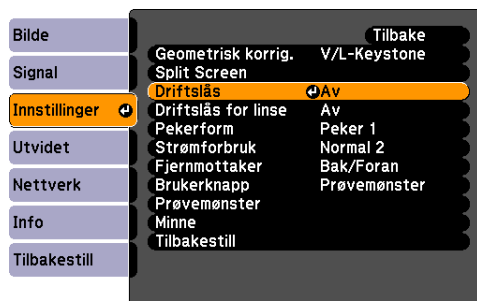 Bilde
Signal
Innstillinger
Utvidet
Nettverk
Info
Tilbakestill
Tilbake
Geometrisk korrig. V/L-Keystone
Split Screen
Driftslås Av
Driftslås for linse Av
Pekerform Peker 1
Strømforbruk Normal 2
Fjernmottaker Bak/Foran
Brukerknapp Prøvemønster
Prøvemønster
Minne
Tilbakestill